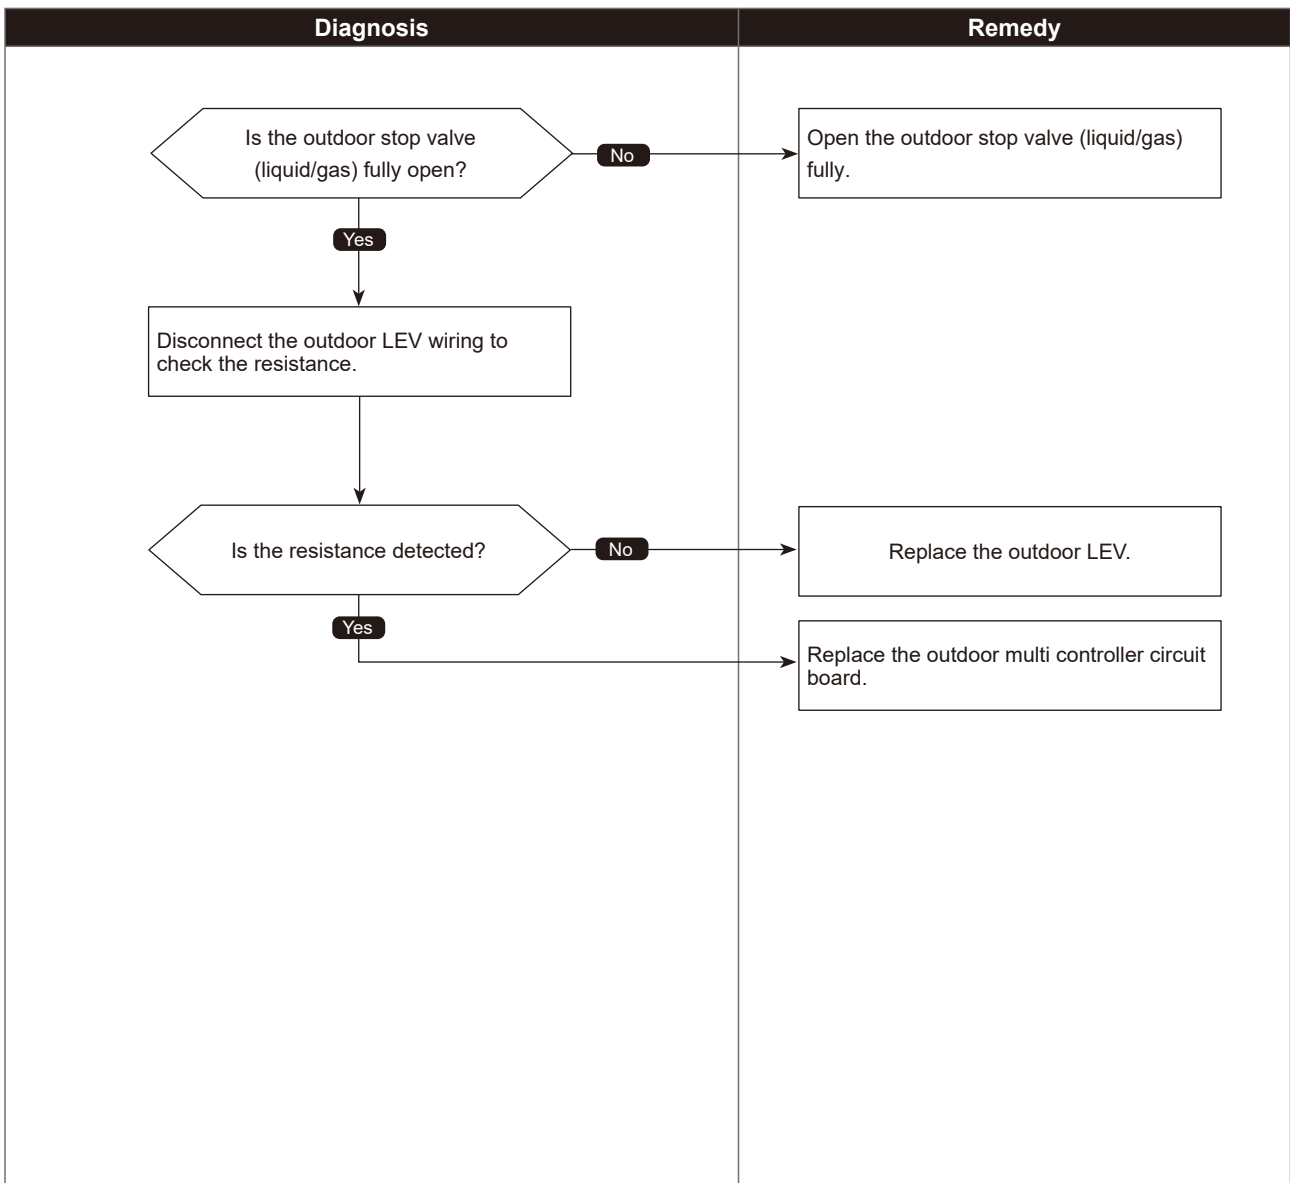 Diagnosis
Remedy
Is the outdoor stop valve
(liquid/gas) fully open?
No
Open the outdoor stop valve (liquid/gas)
fully.
Yes
Disconnect the outdoor LEV wiring to
check the resistance.
Is the resistance detected?
No
Replace the outdoor LEV.
Yes
Replace the outdoor multi controller circuit
board.